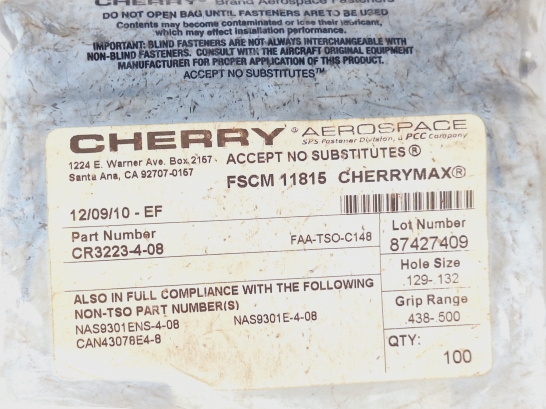 CHERRY Brand Aerospace Fasteners
DO NOT OPEN BAG UNTIL FASTENERS ARE TO BE USED
Contents may become contaminated or lose their lubricant,
which may effect installation performance.
IMPORTANT: BLIND FASTENERS ARE NOT ALWAYS INTERCHANGEABLE WITH
NON-BLIND FASTENERS. CONSULT WITH THE AIRCRAFT ORIGINAL EQUIPMENT
MANUFACTURER FOR PROPER APPLICATION OF THIS PRODUCT.
ACCEPT NO SUBSTITUTES™
CHERRY® AEROSPACE
SPS Fastener Division, a PCC Company
1224 E. Warner Ave. Box 2157
Santa Ana, CA 92707-0157
ACCEPT NO SUBSTITUTES®
FSCM 11815 CHERRYMAX®
12/09/10 - EF
Part Number
CR3223-4-08
FAA-TSO-C148
Lot Number
87427409
Hole Size
.129-.132
Grip Range
.438-.500
QTY:
100
ALSO IN FULL COMPLIANCE WITH THE FOLLOWING
NON-TSO PART NUMBER(S)
NAS9301ENS-4-08 NAS9301E-4-08
CAN43078E4-8